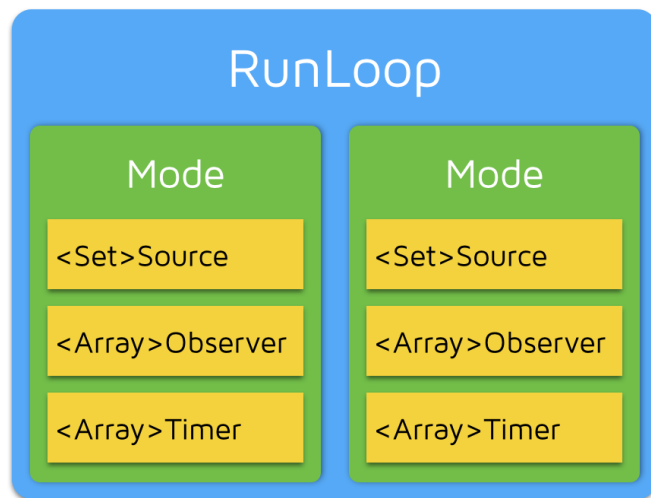 RunLoop
Mode
<Set>Source
<Array>Observer
<Array>Timer
Mode
<Set>Source
<Array>Observer
<Array>Timer